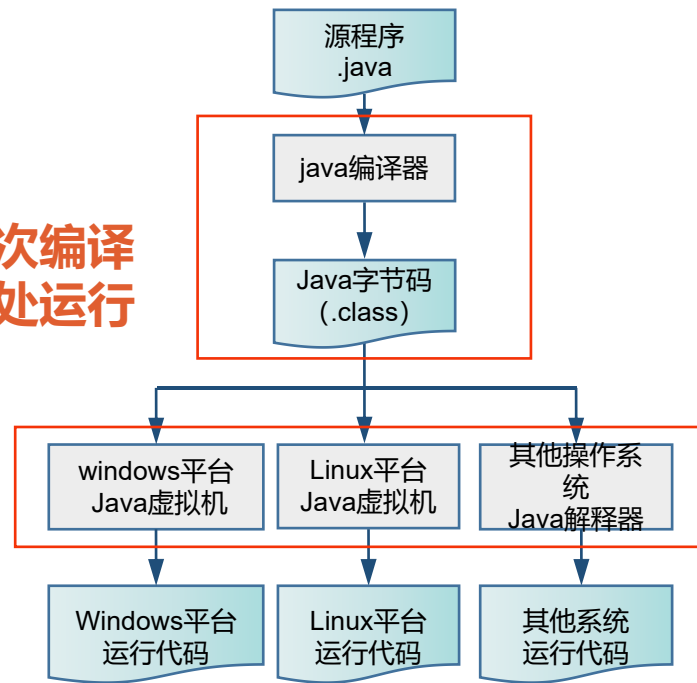 源程序
.java
java编译器
次编译
处运行
Java字节码
（.class）
windows平台
Java虚拟机
Linux平台
Java虚拟机
其他操作系
统
Java解释器
Windows平台
运行代码
Linux平台
运行代码
其他系统
运行代码